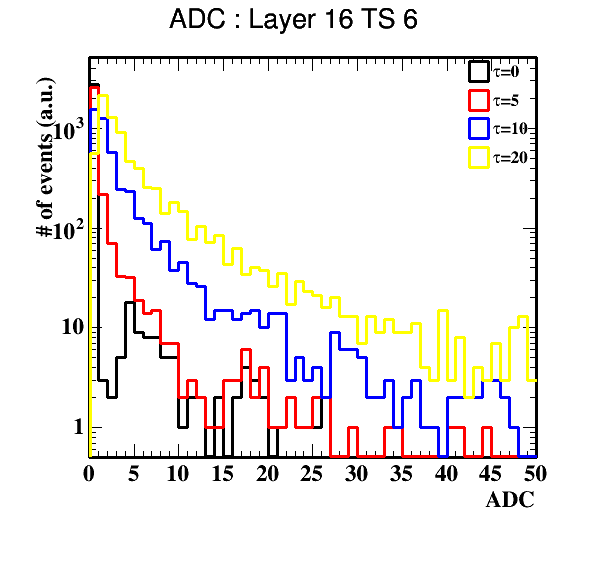 ADC : Layer 16 TS 6
# of events (a.u.)
10³
10²
10
1
τ=0
τ=5
τ=10
τ=20
0 5 10 15 20 25 30 35 40 45 50
ADC